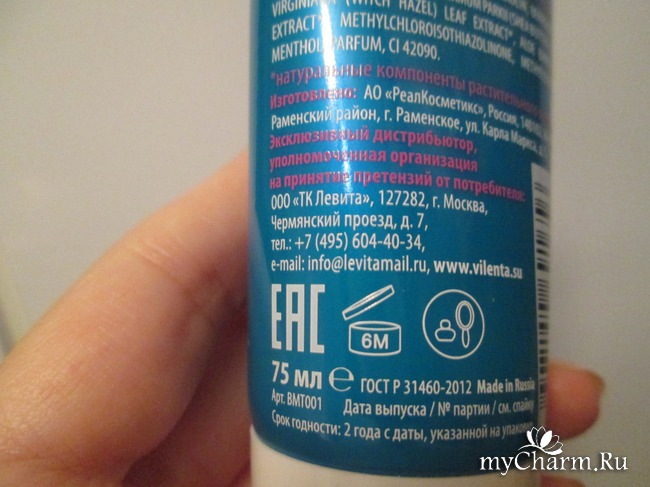 VIRGINIANA (WITCH HAZEL) LEAF EXTRACT*,
EXTRACT*, METHYLCHLOROISOTHIAZOLINONE,
MENTHOL, PARFUM, CI 42090.
*натуральные компоненты растительного
Изготовлено: АО «РеалКосметикс», Россия,
Раменский район, г. Раменское, ул. Карла Маркса,
Эксклюзивный дистрибьютор,
уполномоченная организация
на принятие претензий от потребителя:
ООО «ТК Левита», 127282, г. Москва,
Чермянский проезд, д. 7,
тел.: +7 (495) 604-40-34,
e-mail: info@levitamail.ru, www.vilenta.su
EAC
6M
75 мл e ГОСТ Р 31460-2012 Made in Russia
Арт. BMT001 Дата выпуска / № партии / см. спайку
Срок годности: 2 года с даты, указанной на
myCharm.Ru